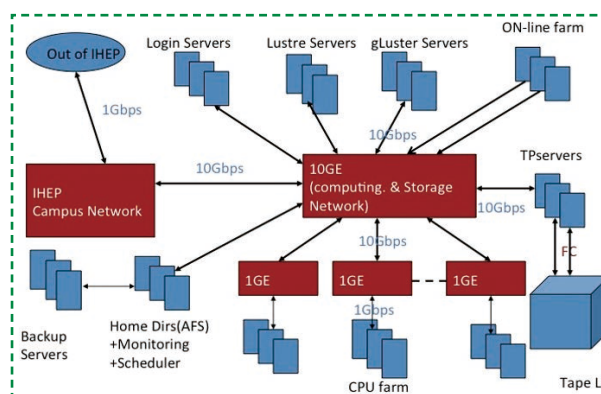 Out of IHEP
Login Servers
Lustre Servers
gLuster Servers
ON-line farm
1Gbps
10Gbps
10Gbps
IHEP
Campus Network
10GE
(computing. & Storage
Network)
TPservers
10Gbps
10Gbps
FC
1GE
1GE
1GE
1Gbps
Backup
Servers
Home Dirs(AFS)
+Monitoring
+Scheduler
CPU farm
Tape L